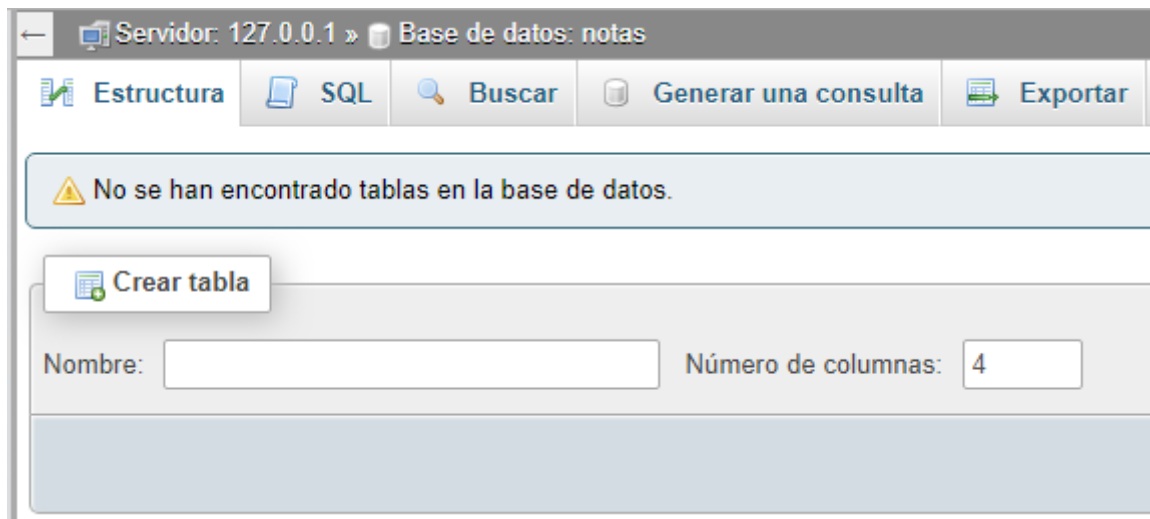 ← Servidor: 127.0.0.1 » Base de datos: notas
Estructura SQL Buscar Generar una consulta Exportar
No se han encontrado tablas en la base de datos.
Crear tabla
Nombre: Número de columnas: 4